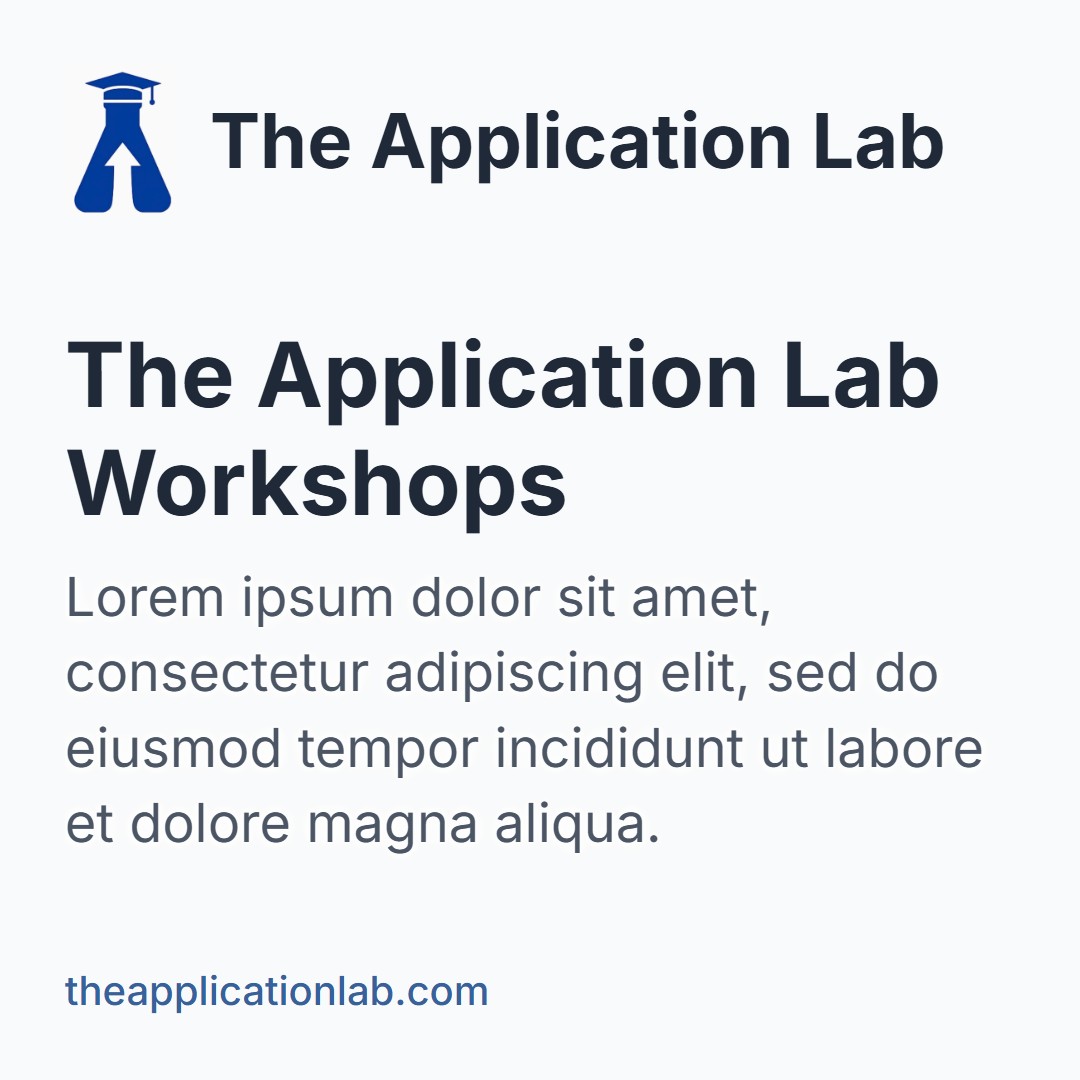 The Application Lab
The Application Lab
Workshops
Lorem ipsum dolor sit amet,
consectetur adipiscing elit, sed do
eiusmod tempor incididunt ut labore
et dolore magna aliqua.
theapplicationlab.com